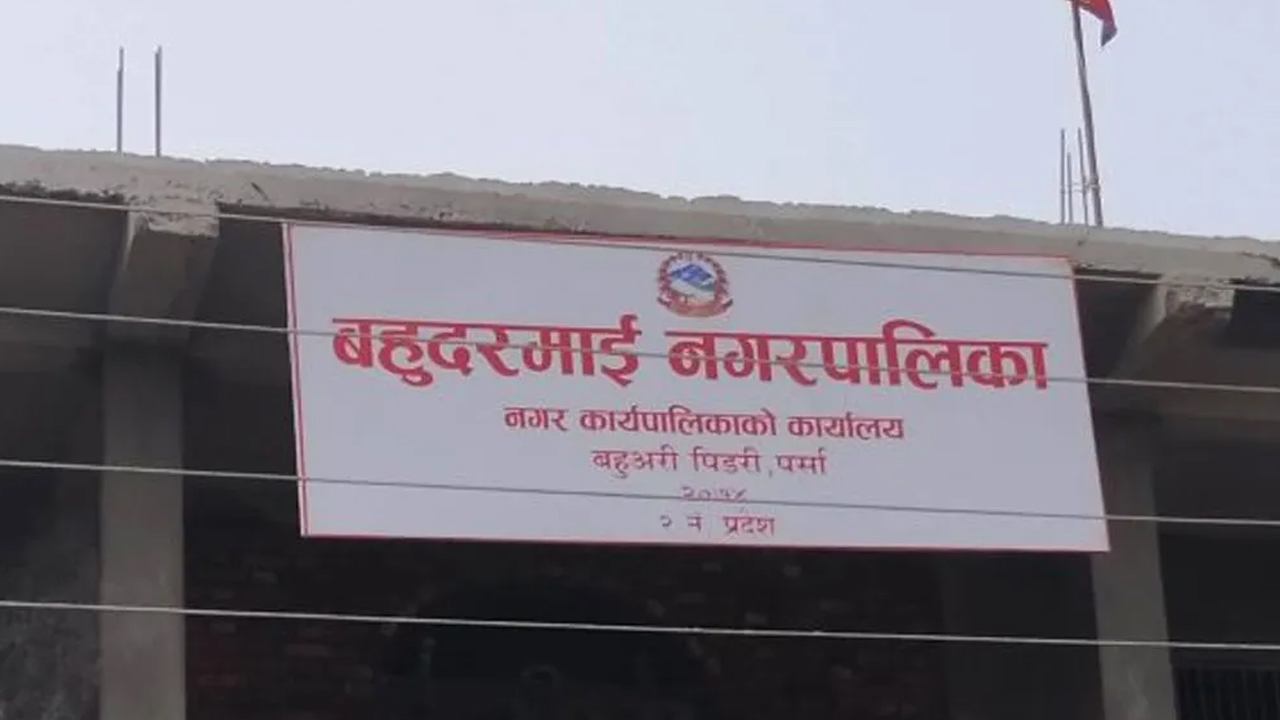 बहुदरमाई नगरपालिका
नगर कार्यपालिकाको कार्यालय
बहुअरी पिडरी, पर्सा
२ नं प्रदेश